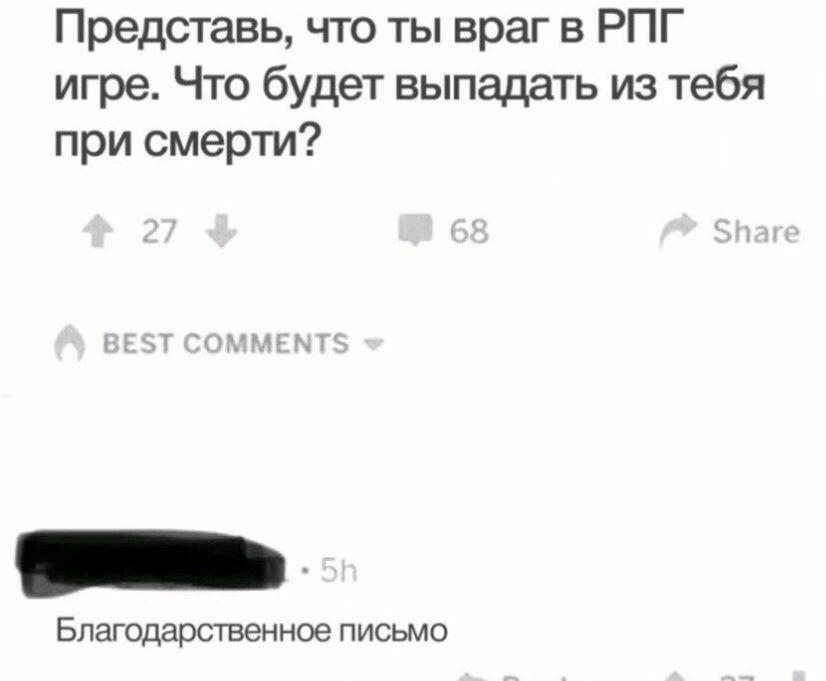 Представь, что ты враг в РПГ
игре. Что будет выпадать из тебя
при смерти?
27 68 Share
BEST COMMENTS
• 5h
Благодарственное письмо